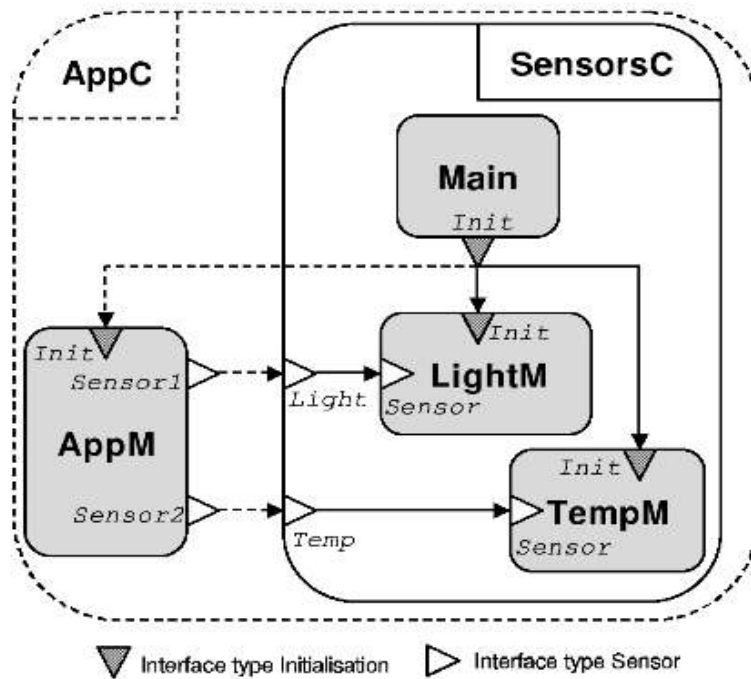 AppC
SensorsC
Main
Init
Init
Init
Sensor1
Light
LightM
Sensor
AppM
Init
Sensor2
Temp
TempM
Sensor
Interface type Initialisation
Interface type Sensor